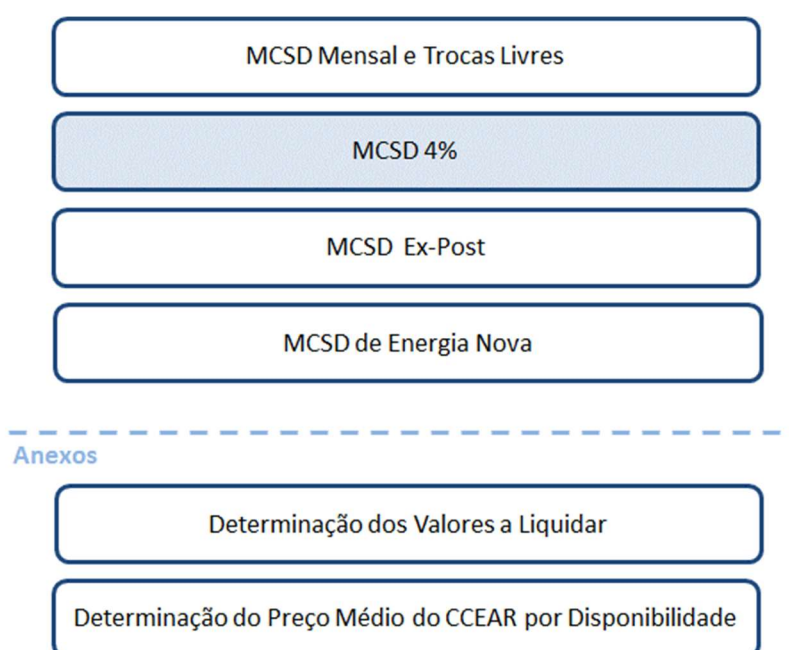 MCSD Mensal e Trocas Livres
MCSD 4%
MCSD Ex-Post
MCSD de Energia Nova
Anexos
Determinação dos Valores a Liquidar
Determinação do Preço Médio do CCEAR por Disponibilidade